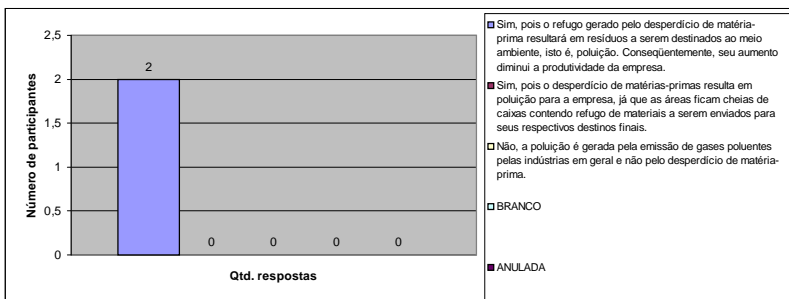 2,5
2
1,5
1
0,5
0
Número de participantes
2
0
0
0
0
Qtd. respostas
Sim, pois o refugo gerado pelo desperdício de matéria-
prima resultará em resíduos a serem destinados ao meio
ambiente, isto é, poluição. Conseqüentemente, seu aumento
diminui a produtividade da empresa.
Sim, pois o desperdício de matérias-primas resulta em
poluição para a empresa, já que as áreas ficam cheias de
caixas contendo refugo de materiais a serem enviados para
seus respectivos destinos finais.
Não, a poluição é gerada pela emissão de gases poluentes
pelas indústrias em geral e não pelo desperdício de matéria-
prima.
BRANCO
ANULADA